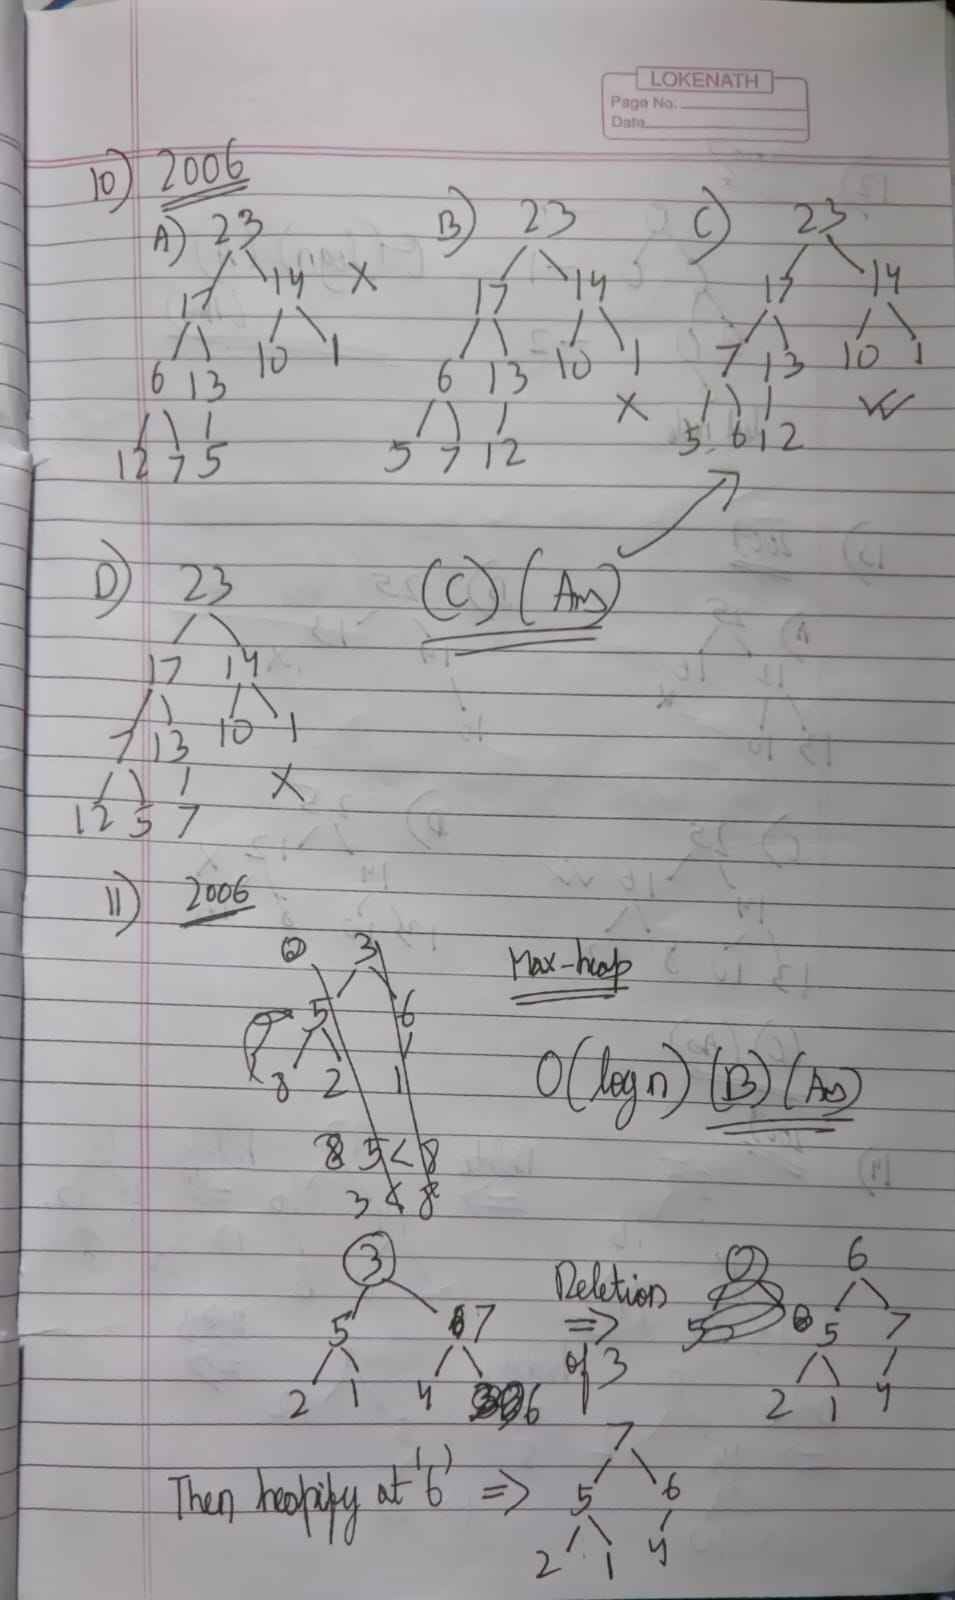 LOKENATH
Page No.
Date
10) 2006
A) 23
17 14 X
6 13 10 1
12 7 5
B) 23
17 14
6 13 10 1
5 7 12 X
C) 23
17 14
7 13 10 1
5 6 12
(C) (Ans)
D) 23
17 14
7 13 10 1
12 5 7 X
11) 2006
3
5 6
8 2 1
Max-heap
O(log n) (B) (Ans)
8 5 < 8
3 < 8
3
5 7
2 1 4 6
Deletion
⇒
of 3
6
5 7
2 1 4
Then heapify at '6' ⇒
7
5 6
2 1 4